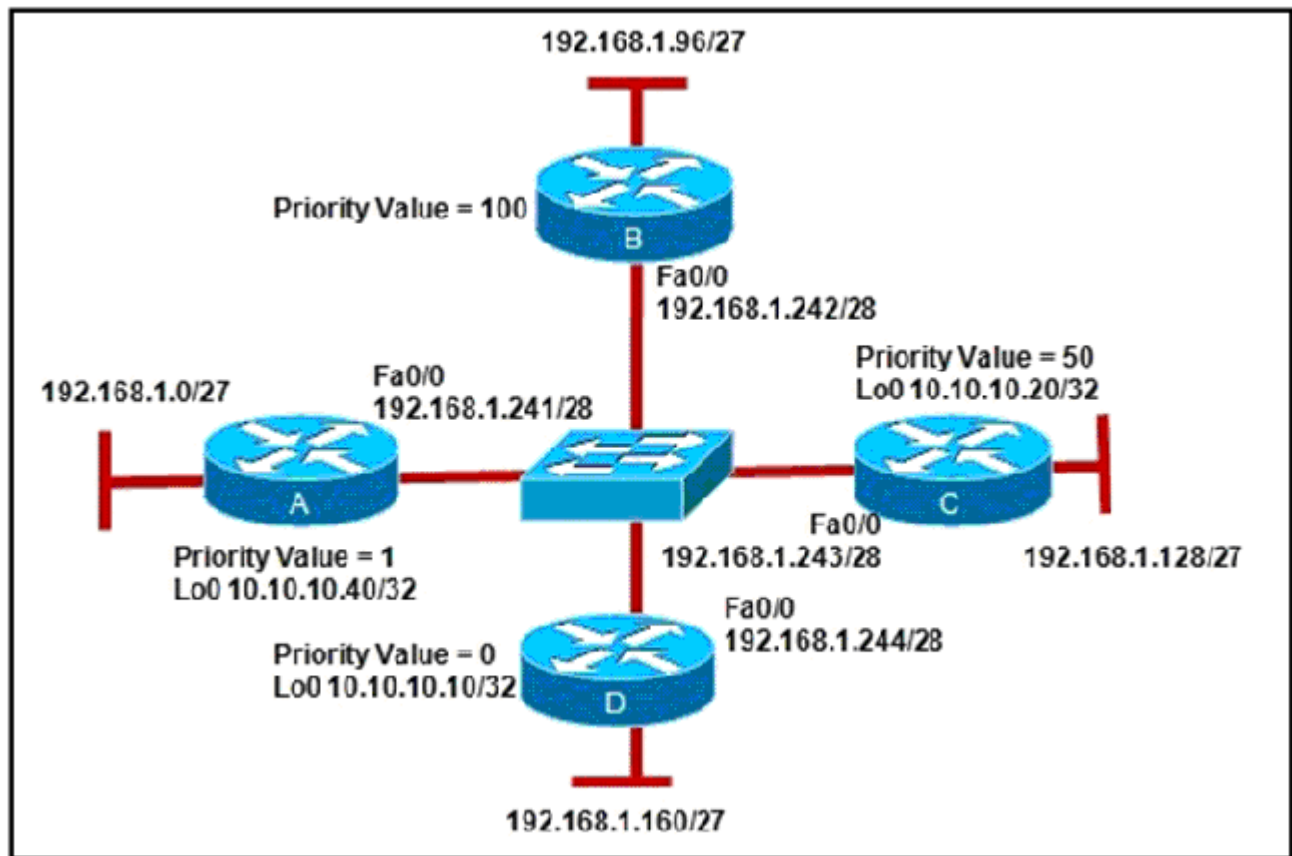 192.168.1.96/27
Priority Value = 100
B
Fa0/0
192.168.1.242/28
Priority Value = 50
Lo0 10.10.10.20/32
192.168.1.0/27
Fa0/0
192.168.1.241/28
A
C
Priority Value = 1
Lo0 10.10.10.40/32
Fa0/0
192.168.1.243/28
192.168.1.128/27
Fa0/0
192.168.1.244/28
Priority Value = 0
Lo0 10.10.10.10/32
D
192.168.1.160/27